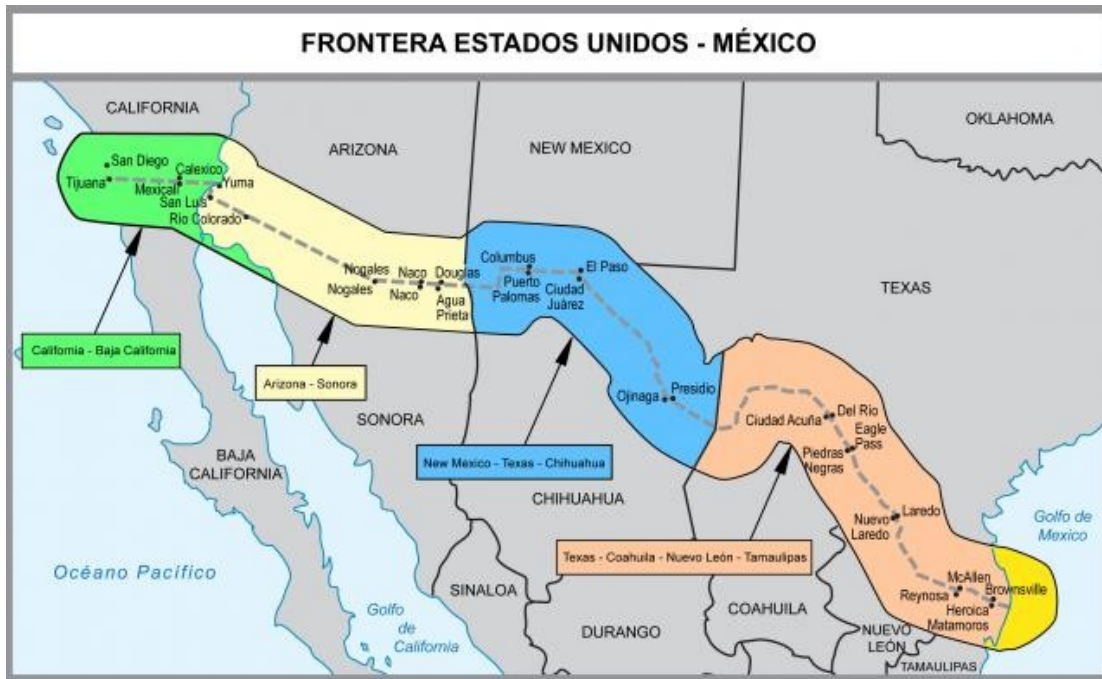 FRONTERA ESTADOS UNIDOS - MÉXICO
CALIFORNIA
ARIZONA
NEW MEXICO
OKLAHOMA
TEXAS
San Diego
Tijuana
Calexico
Mexicali
Yuma
San Luis
Rio Colorado
Nogales
Nogales
Naco
Naco
Douglas
Agua
Prieta
Columbus
Puerto
Palomas
El Paso
Ciudad
Juárez
Ojinaga
Presidio
Ciudad Acuña
Del Rio
Eagle
Pass
Piedras
Negras
Nuevo
Laredo
Laredo
McAllen
Reynosa
Brownsville
Heroica
Matamoros
California - Baja California
Arizona - Sonora
New Mexico - Texas - Chihuahua
Texas - Coahuila - Nuevo León - Tamaulipas
SONORA
BAJA
CALIFORNIA
CHIHUAHUA
SINALOA
DURANGO
COAHUILA
NUEVO
LEÓN
TAMAULIPAS
Océano Pacífico
Golfo
de
California
Golfo de
Mexico